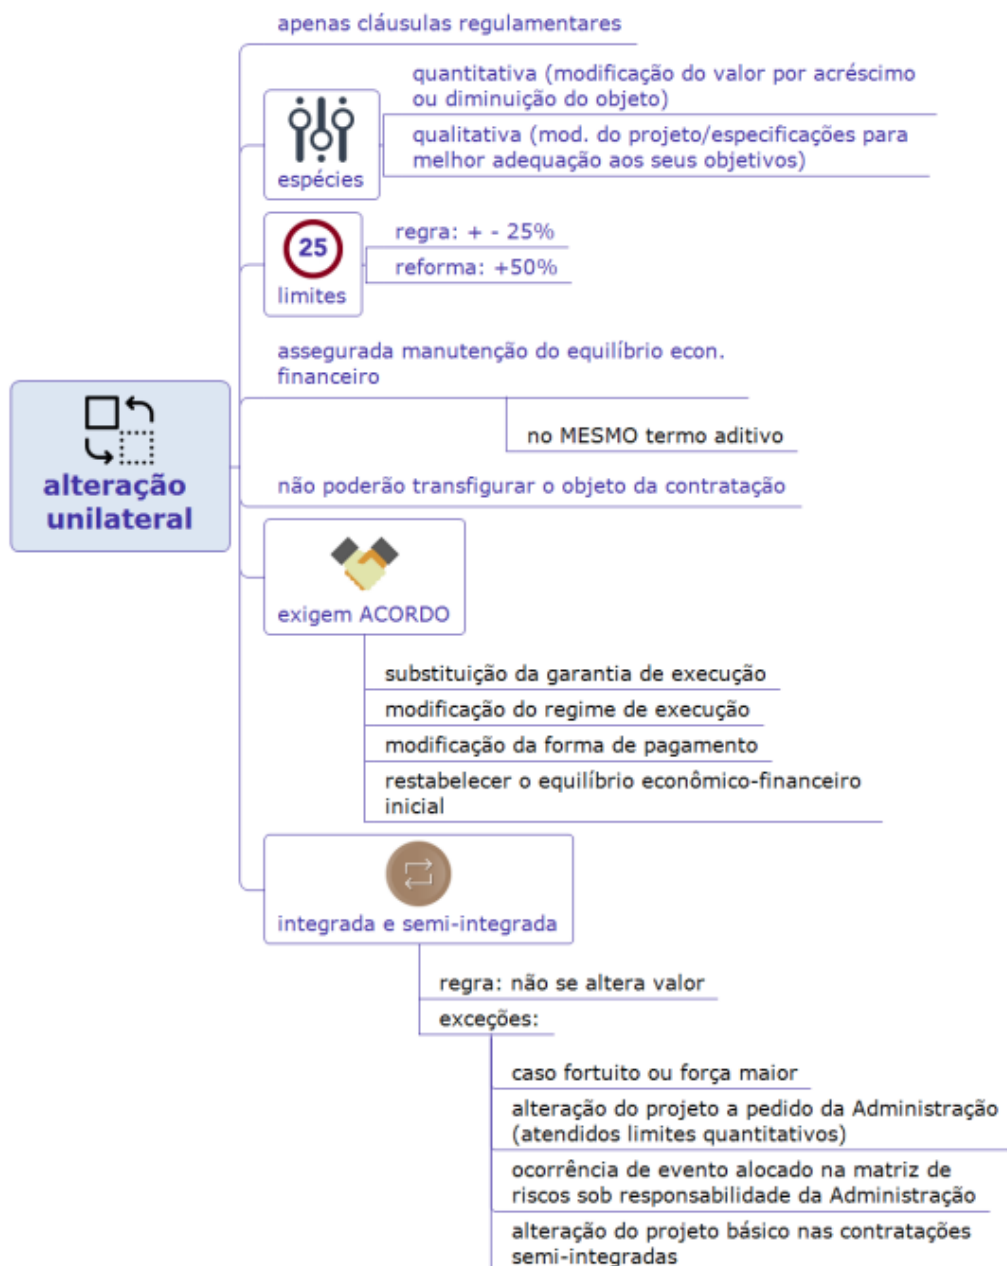 apenas cláusulas regulamentares
quantitativa (modificação do valor por acréscimo
ou diminuição do objeto)
qualitativa (mod. do projeto/especificações para
melhor adequação aos seus objetivos)
espécies
25
regra: + - 25%
reforma: +50%
limites
assegurada manutenção do equilíbrio econ.
financeiro
no MESMO termo aditivo
alteração
unilateral
não poderão transfigurar o objeto da contratação
exigem ACORDO
substituição da garantia de execução
modificação do regime de execução
modificação da forma de pagamento
restabelecer o equilíbrio econômico-financeiro
inicial
integrada e semi-integrada
regra: não se altera valor
exceções:
caso fortuito ou força maior
alteração do projeto a pedido da Administração
(atendidos limites quantitativos)
ocorrência de evento alocado na matriz de
riscos sob responsabilidade da Administração
alteração do projeto básico nas contratações
semi-integradas